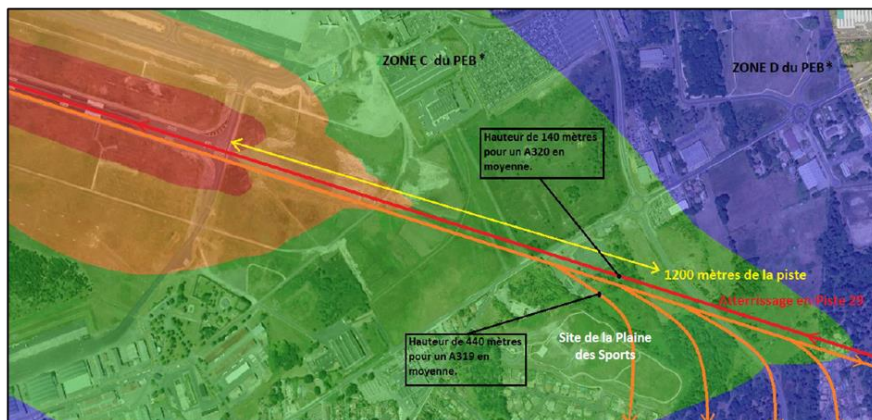 ZONE C du PEB*
ZONE D du PEB*
Hauteur de 140 mètres
pour un A320 en
moyenne.
1200 mètres de la piste
Atterrissage en Piste 29
Hauteur de 440 mètres
pour un A319 en
moyenne.
Site de la Plaine
des Sports